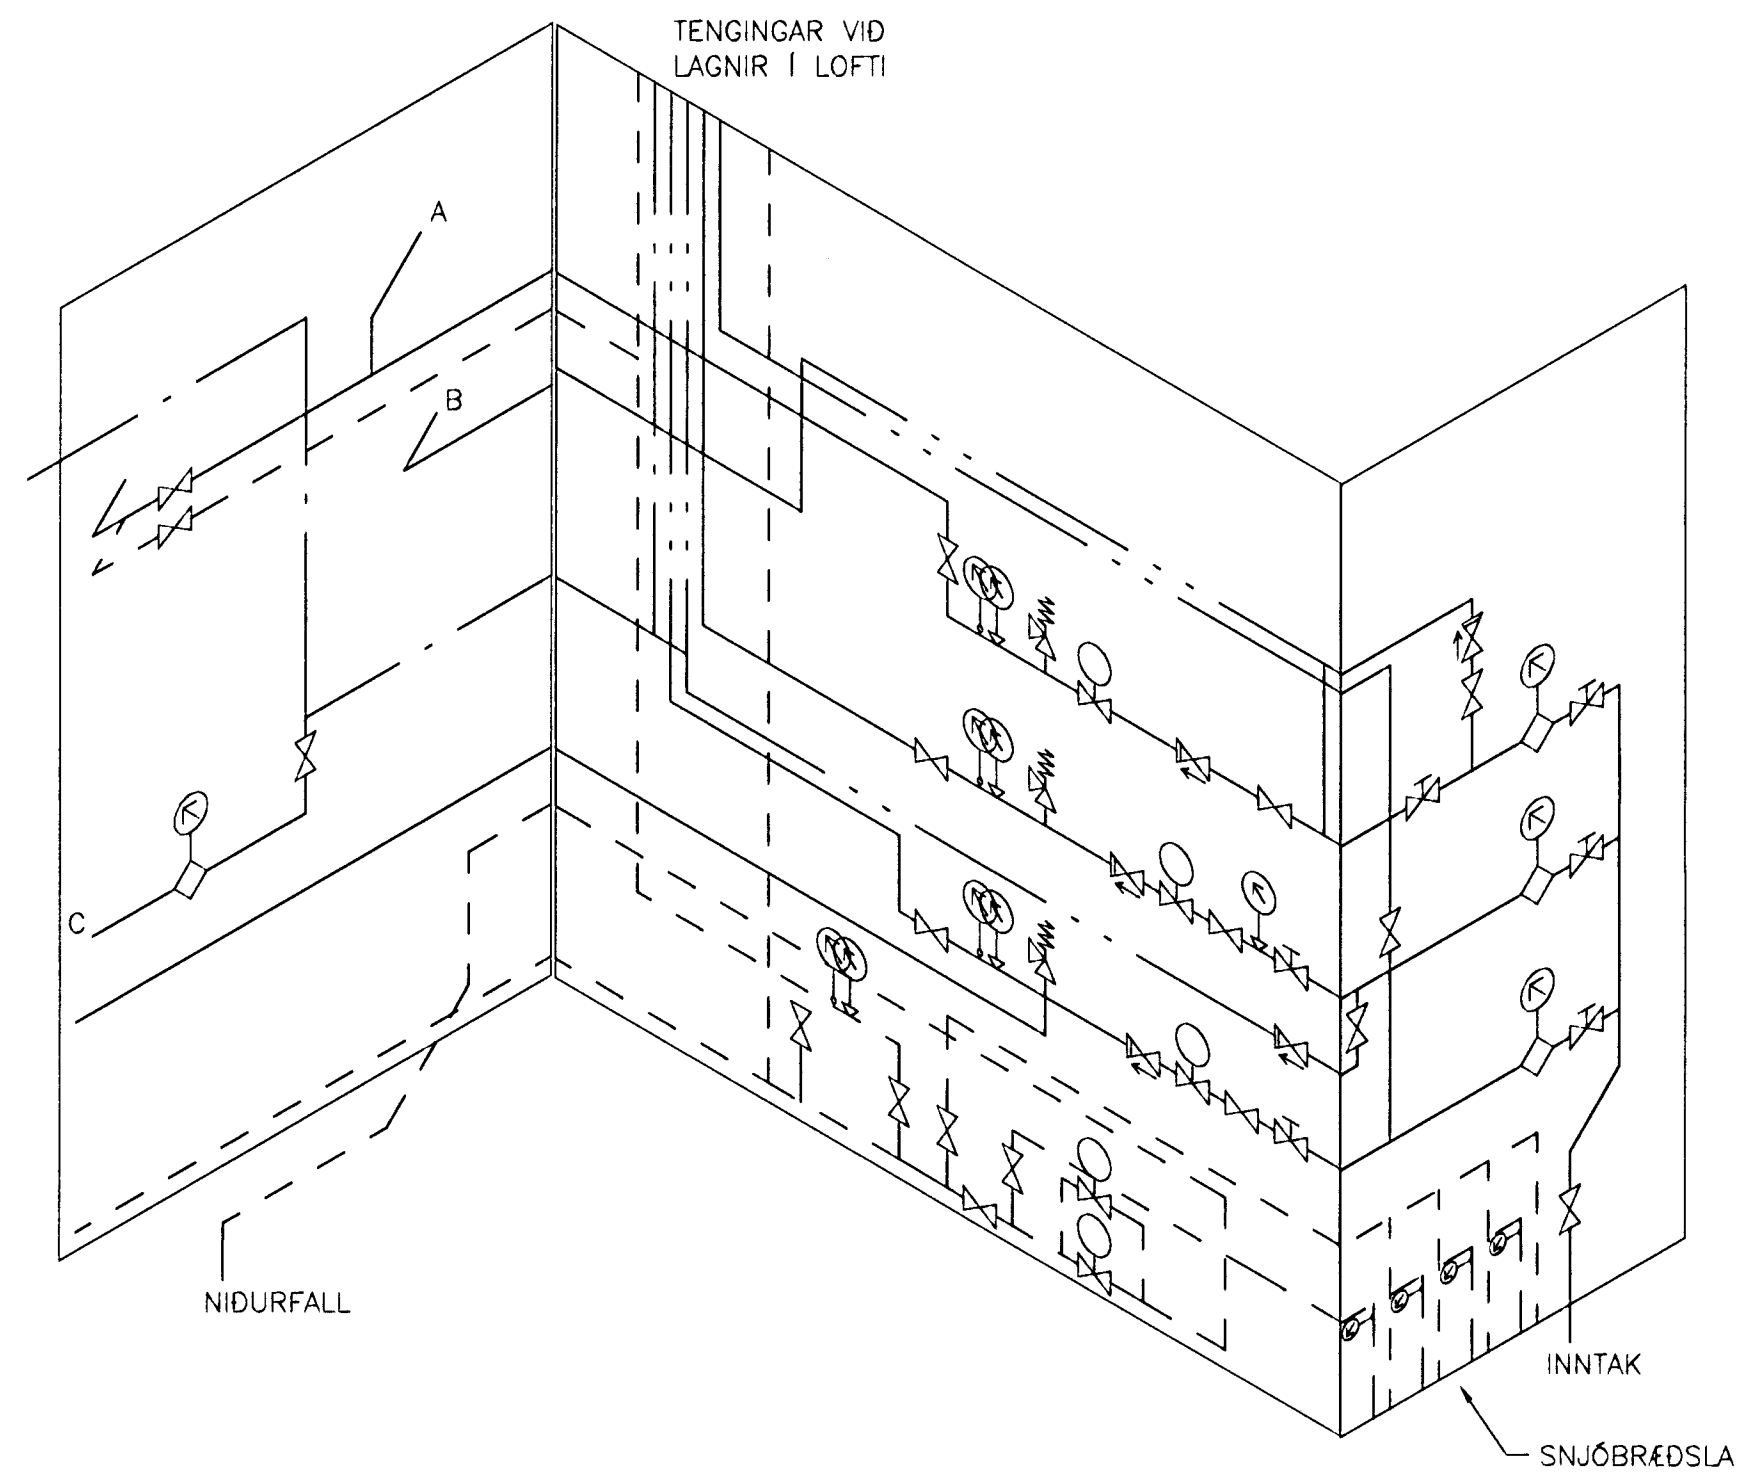 TENGINGAR VIÐ
LAGNIR Í LOFTI
A
B
C
NIÐURFALL
INNTAK
SNJÓBRÆÐSLA